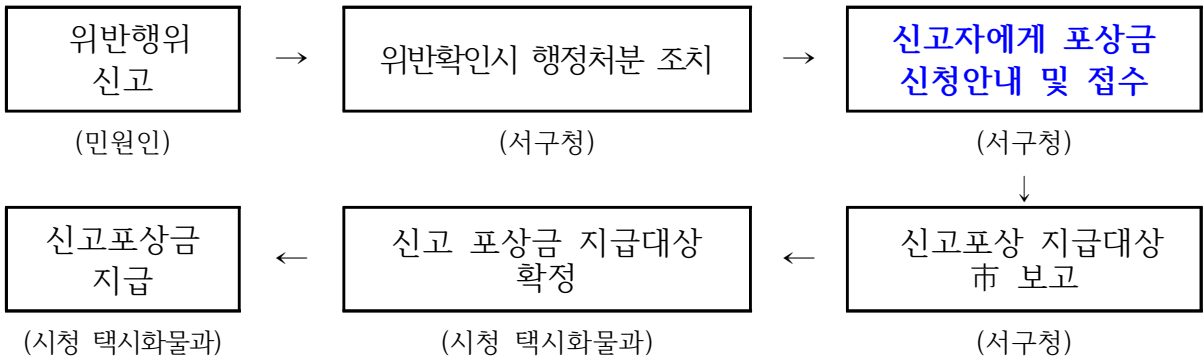 위반행위
신고
→
위반확인시 행정처분 조치
→
신고자에게 포상금
신청안내 및 접수
(민원인)
(서구청)
(서구청)
↓
신고포상금
지급
←
신고 포상금 지급대상
확정
←
신고포상 지급대상
市 보고
(시청 택시화물과)
(시청 택시화물과)
(서구청)